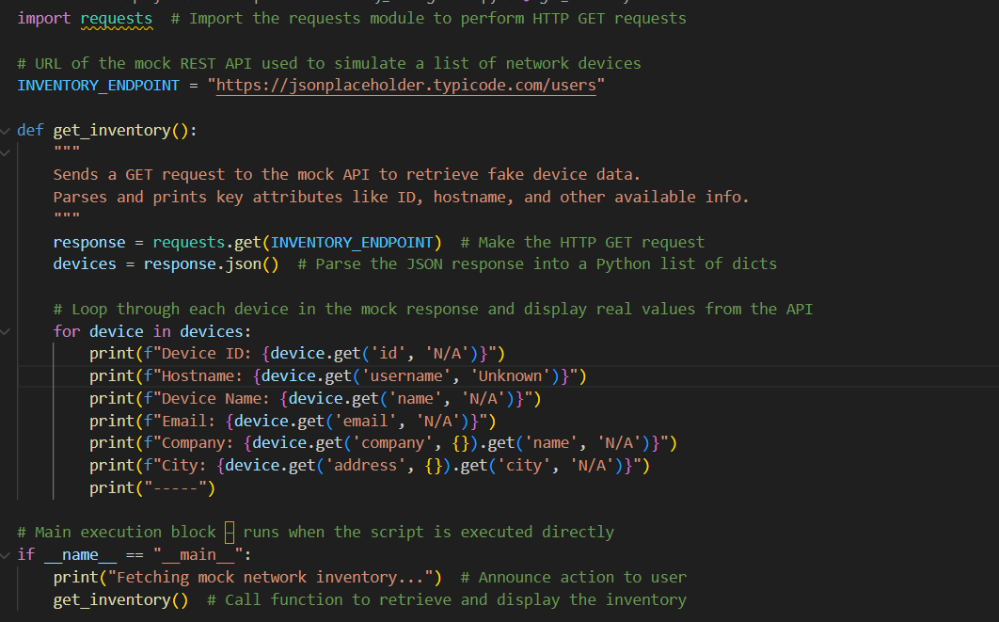 import requests  # Import the requests module to perform HTTP GET requests

# URL of the mock REST API used to simulate a list of network devices
INVENTORY_ENDPOINT = "https://jsonplaceholder.typicode.com/users"

def get_inventory():
    """
    Sends a GET request to the mock API to retrieve fake device data.
    Parses and prints key attributes like ID, hostname, and other available info.
    """
    response = requests.get(INVENTORY_ENDPOINT)  # Make the HTTP GET request
    devices = response.json()  # Parse the JSON response into a Python list of dicts

    # Loop through each device in the mock response and display real values from the API
    for device in devices:
        print(f"Device ID: {device.get('id', 'N/A')}")
        print(f"Hostname: {device.get('username', 'Unknown')}")
        print(f"Device Name: {device.get('name', 'N/A')}")
        print(f"Email: {device.get('email', 'N/A')}")
        print(f"Company: {device.get('company', {}).get('name', 'N/A')}")
        print(f"City: {device.get('address', {}).get('city', 'N/A')}")
        print("-----")

# Main execution block – runs when the script is executed directly
if __name__ == "__main__":
    print("Fetching mock network inventory...")  # Announce action to user
    get_inventory()  # Call function to retrieve and display the inventory